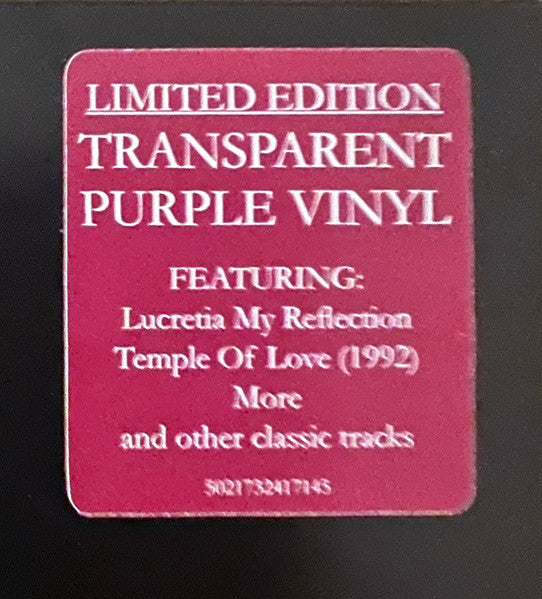 LIMITED EDITION
TRANSPARENT
PURPLE VINYL
FEATURING:
Lucretia My Reflection
Temple Of Love (1992)
More
and other classic tracks
5021732417145